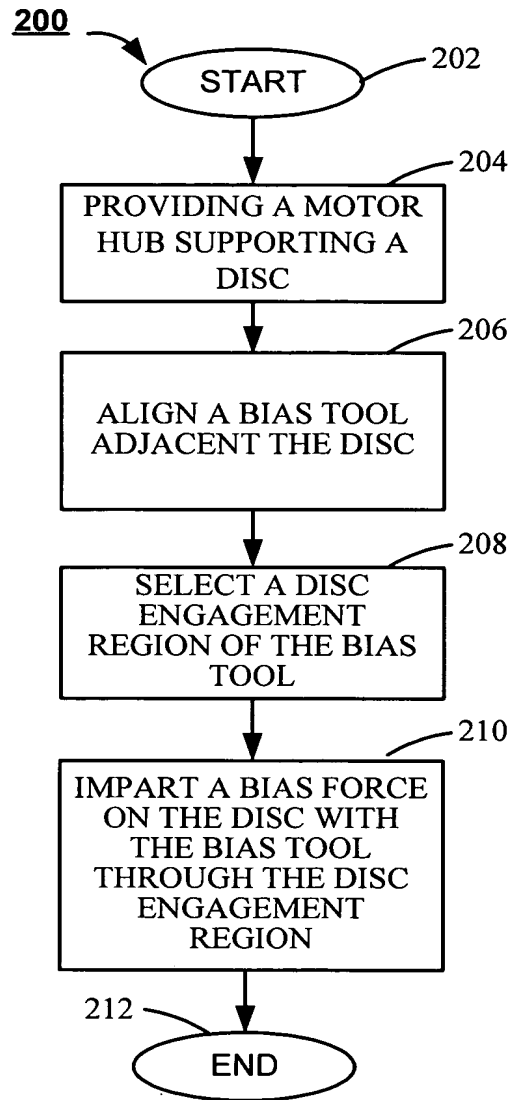 200
START
202
204
PROVIDING A MOTOR
HUB SUPPORTING A
DISC
206
ALIGN A BIAS TOOL
ADJACENT THE DISC
208
SELECT A DISC
ENGAGEMENT
REGION OF THE BIAS
TOOL
210
IMPART A BIAS FORCE
ON THE DISC WITH
THE BIAS TOOL
THROUGH THE DISC
ENGAGEMENT
REGION
212
END